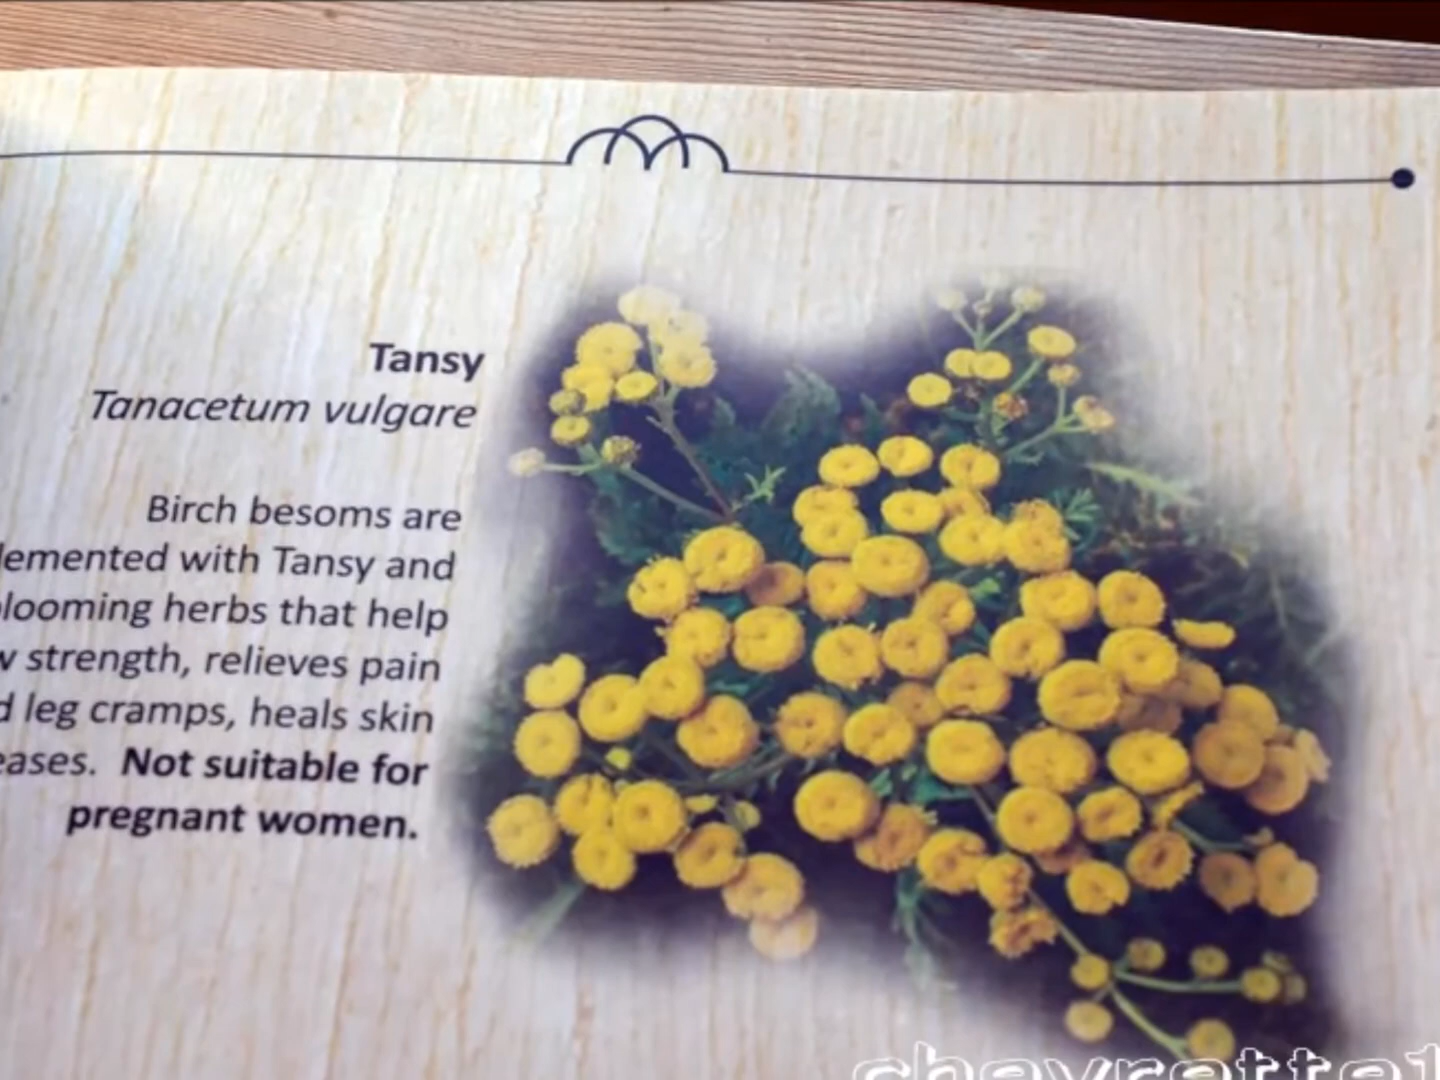 Tansy
Tanacetum vulgare
Birch besoms are
lemented with Tansy and
looming herbs that help
w strength, relieves pain
d leg cramps, heals skin
eases. Not suitable for
pregnant women.